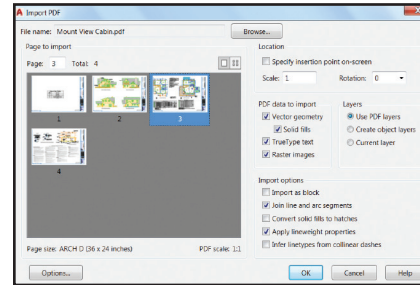 Import PDF
File name: Mount View Cabin.pdf
Browse...
Page to import
Page: 3 Total: 4
1
2
3
4
Page size: ARCH D (36 x 24 inches)
PDF scale: 1:1
Options...
Location
Specify insertion point on-screen
Scale: 1
Rotation: 0
PDF data to import
Vector geometry
Solid fills
TrueType text
Raster images
Layers
Use PDF layers
Create object layers
Current layer
Import options
Import as block
Join line and arc segments
Convert solid fills to hatches
Apply lineweight properties
Infer linetypes from collinear dashes
OK
Cancel
Help